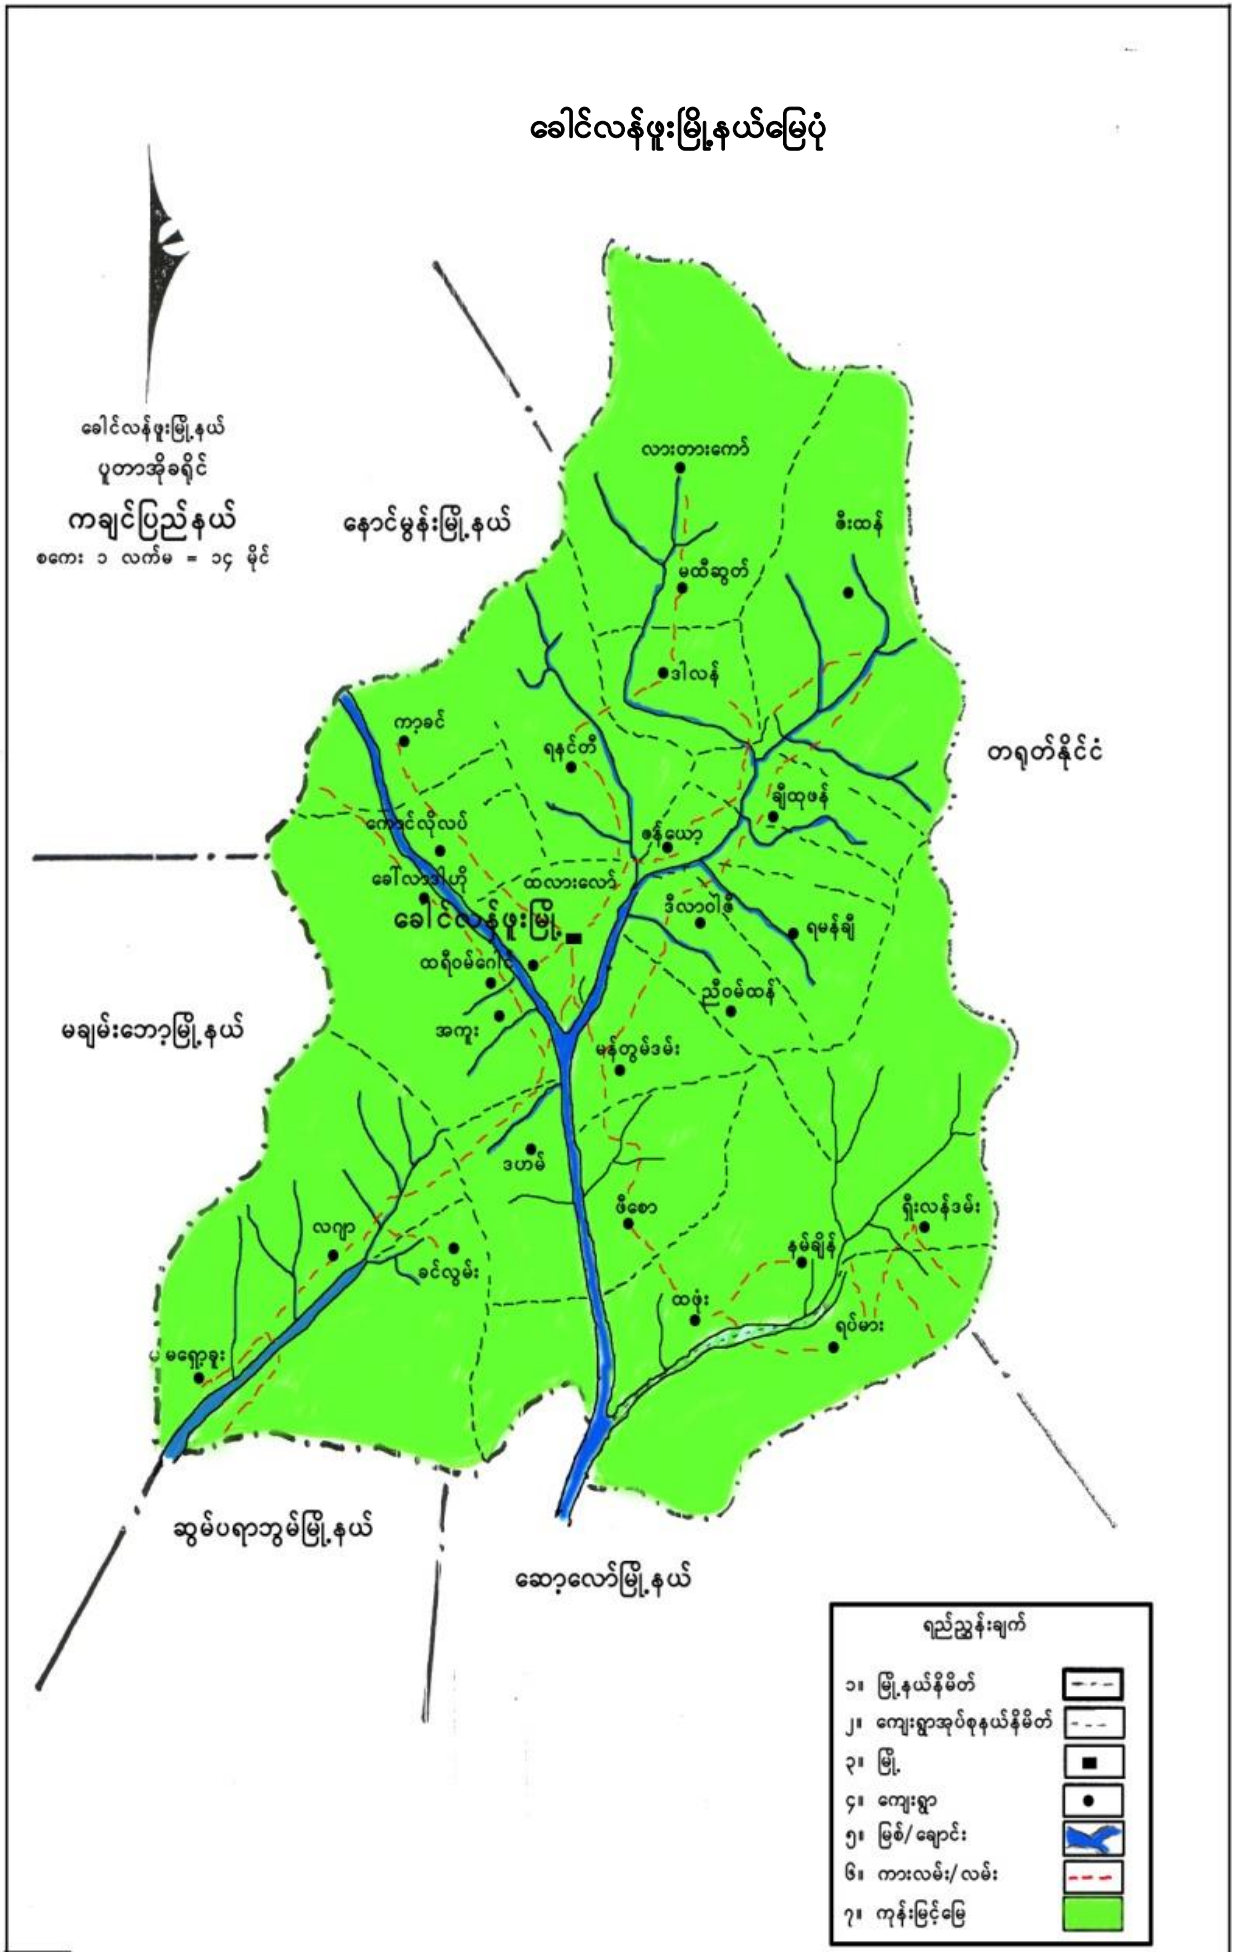 ခေါင်လန်ဖူးမြို့နယ်မြေပုံ
ခေါင်လန်ဖူးမြို့နယ်
ပူတာအိုခရိုင်
ကချင်ပြည်နယ်
စကေး ၁ လက်မ = ၁၄ မိုင်
နောင်မွန်းမြို့နယ်
လားတားကော်
ဇီးထန်
မထီဆွတ်
ဒါလန်
ကာ့ခင်
ရနင်တီ
တရုတ်နိုင်ငံ
ချီထုဖန်
ကောင်လိုလပ်
ဇန်ယော့
ခေါ်လာဒါဟို
ထလားလော်
ဒီလာဝါဇီ
ခေါင်လန်ဖူးမြို့
ရမန်ချီ
ထရီဝမ်ဂေါင်
ညီဝမ်ထန်
အကူး
မချမ်းဘော့မြို့နယ်
မန်တွမ်ဒမ်း
ဒဟမ်
ဖီစော
ရှီးလန်ဒမ်း
လဂျာ
နမ်ချိန်
ခင်လွမ်း
ထဖုံး
ရပ်မား
မရှော့ခူး
ဆွမ်ပရာဘွမ်မြို့နယ်
ဆော့လော်မြို့နယ်
ရည်ညွှန်းချက်
၁။ မြို့နယ်နိမိတ်
၂။ ကျေးရွာအုပ်စုနယ်နိမိတ်
၃။ မြို့
၄။ ကျေးရွာ
၅။ မြစ်/ချောင်း
၆။ ကားလမ်း/လမ်း
၇။ ကုန်းမြင့်မြေ